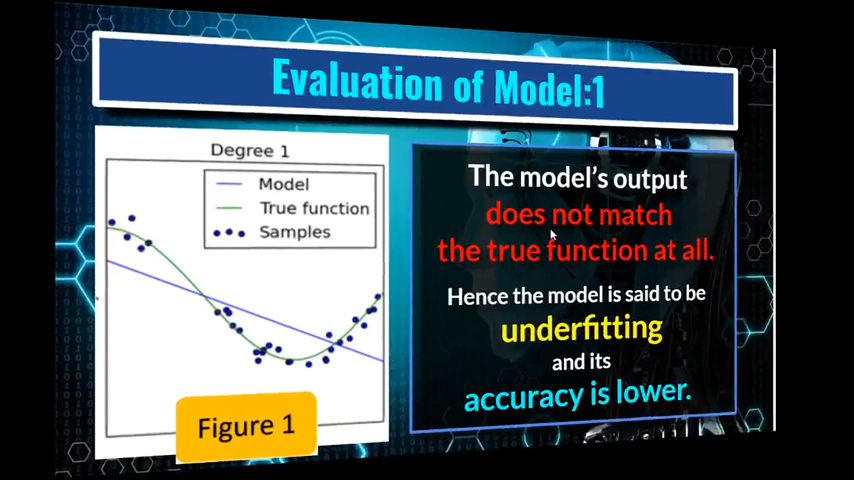 Evaluation of Model:1
Degree 1
Model
True function
Samples
Figure 1
The model's output
does not match
the true function at all.
Hence the model is said to be
underfitting
and its
accuracy is lower.